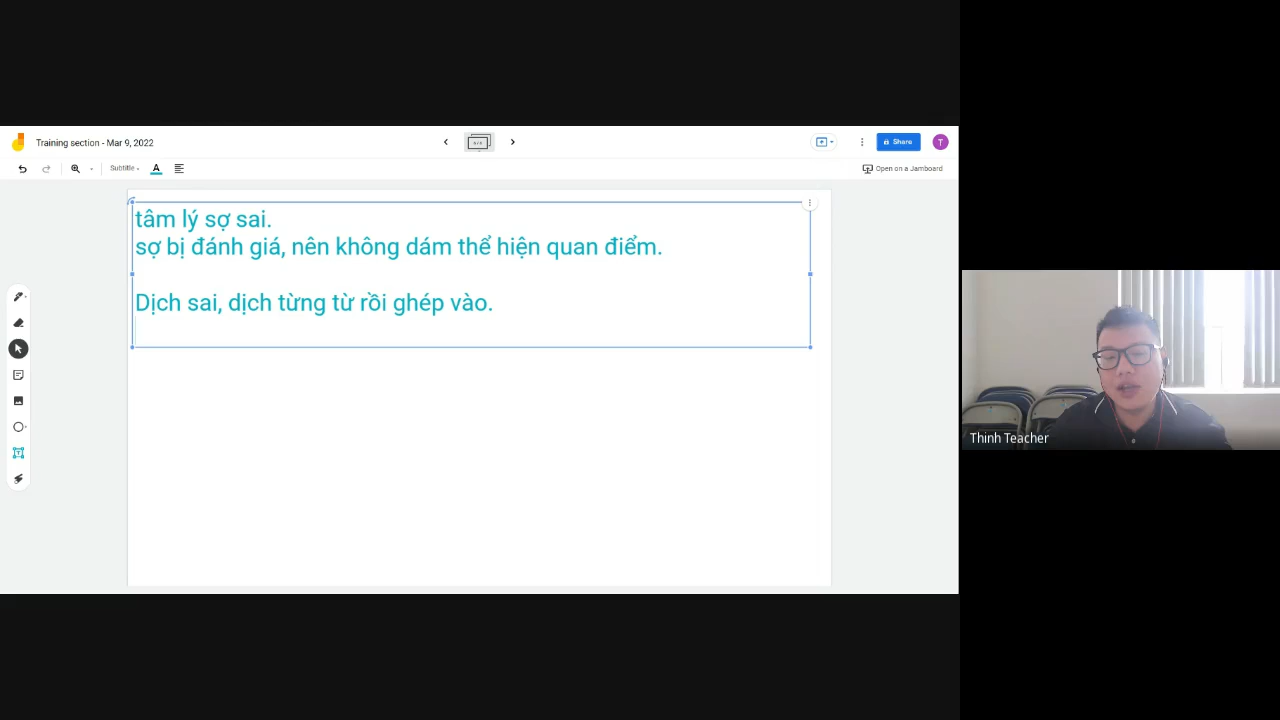 Training section - Mar 9, 2022
Share
T
Subtitle
A
Open on a Jamboard
tâm lý sợ sai.
sợ bị đánh giá, nên không dám thể hiện quan điểm.
Dịch sai, dịch từng từ rồi ghép vào.
Thinh Teacher